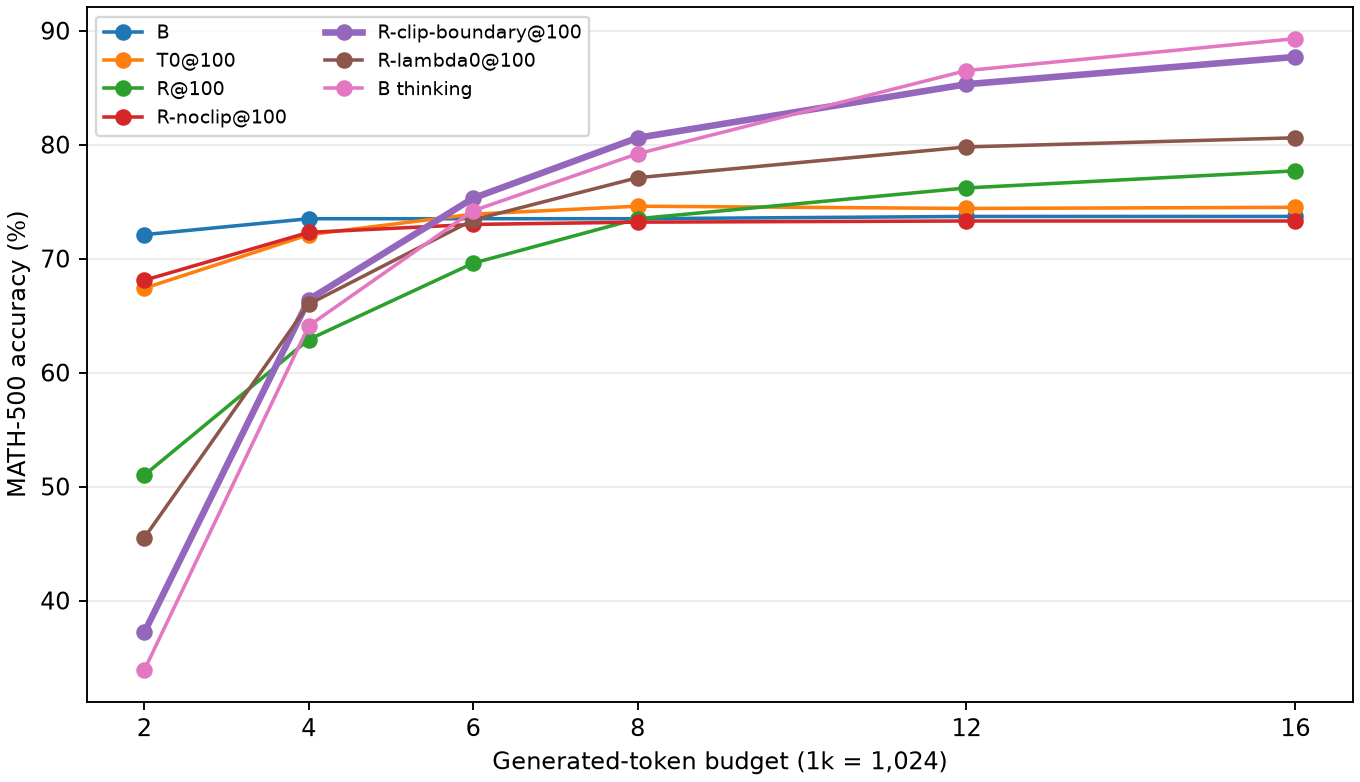 B
T0@100
R@100
R-noclip@100
R-clip-boundary@100
R-lambda0@100
B thinking
90
80
70
60
50
40
MATH-500 accuracy (%)
2
4
6
8
12
16
Generated-token budget (1k = 1,024)